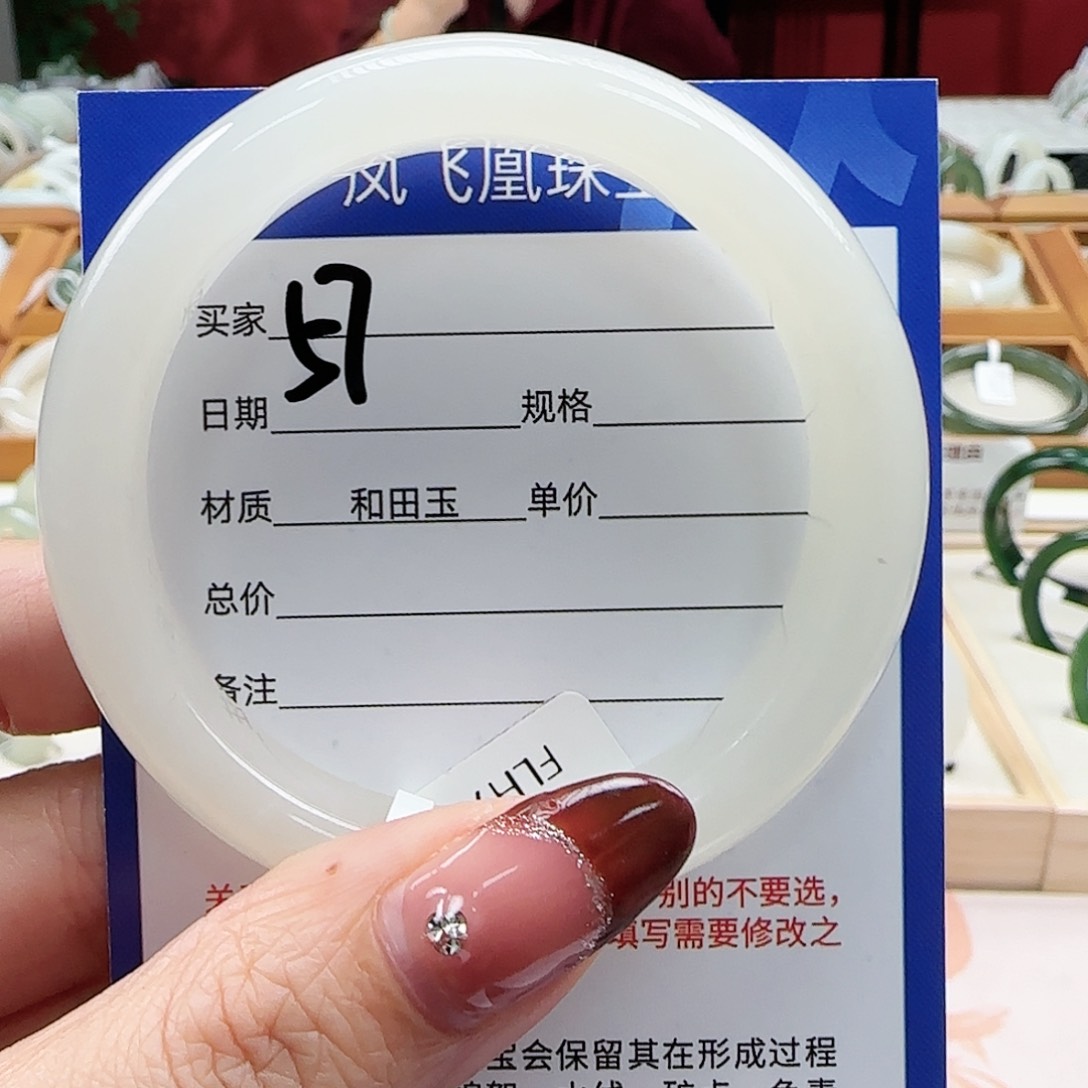 凤飞凰珠
买家
日期 规格
材质 和田玉 单价
总价
备注
FLH
别的不要选，
填写需要修改之
宝会保留其在形成过程